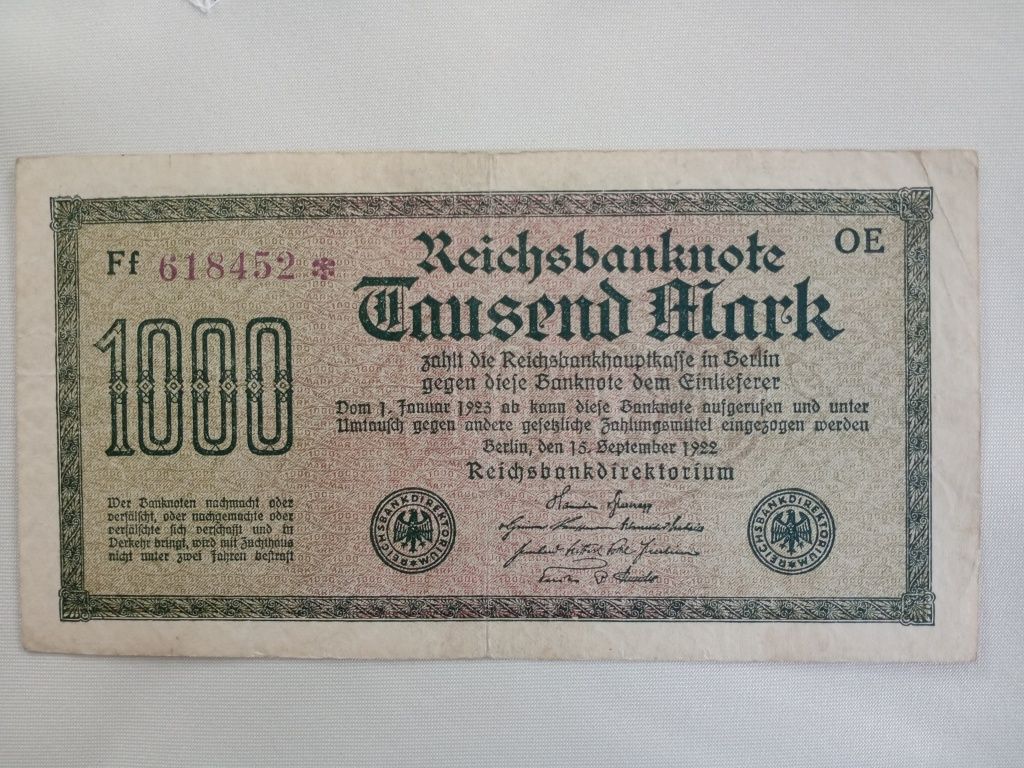 Ff 618452 *
OE
Reichsbanknote
Tausend Mark
zahlt die Reichsbankhauptkasse in Berlin
gegen diese Banknote dem Einlieferer
Vom 1. Januar 1923 ab kann diese Banknote aufgerufen und unter
Umtausch gegen andere gesetzliche Zahlungsmittel eingezogen werden
Berlin, den 15. September 1922
Reichsbankdirektorium
1000
Wer Banknoten nachmacht oder
verfälscht, oder nachgemachte oder
verfälschte sich verschafft und in
Verkehr bringt, wird mit Zuchthaus
nicht unter zwei Jahren bestraft
REICHSBANKDIREKTORIUM
REICHSBANKDIREKTORIUM